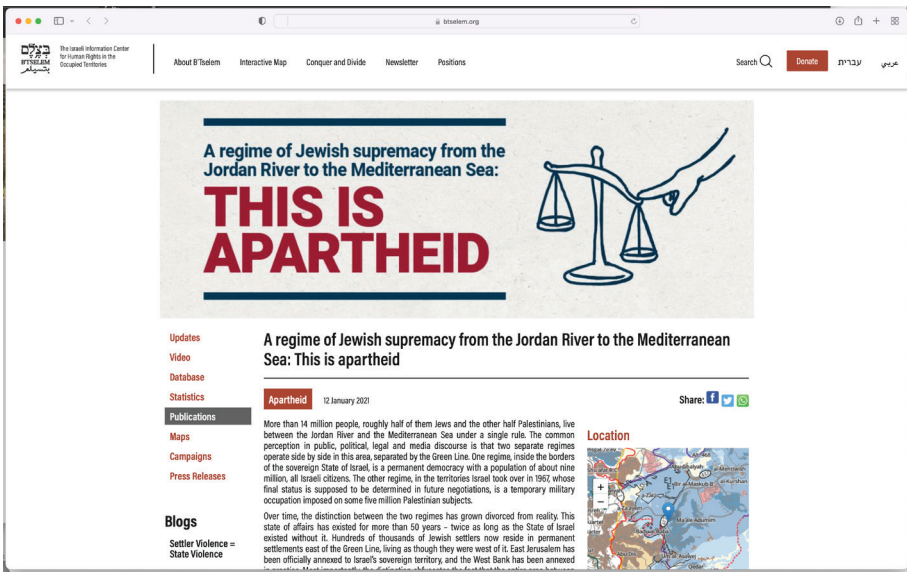 btselem.org
בצלם
B'TSELEM
بتسيلم
The Israeli Information Center
for Human Rights in the
Occupied Territories
About B'Tselem
Interactive Map
Conquer and Divide
Newsletter
Positions
Search
Donate
עברית
عربي
A regime of Jewish supremacy from the
Jordan River to the Mediterranean Sea:
THIS IS
APARTHEID
Updates
Video
Database
Statistics
Publications
Maps
Campaigns
Press Releases
Blogs
Settler Violence =
State Violence
A regime of Jewish supremacy from the Jordan River to the Mediterranean
Sea: This is apartheid
Apartheid
12 January 2021
Share:
More than 14 million people, roughly half of them Jews and the other half Palestinians, live
between the Jordan River and the Mediterranean Sea under a single rule. The common
perception in public, political, legal and media discourse is that two separate regimes
operate side by side in this area, separated by the Green Line. One regime, inside the borders
of the sovereign State of Israel, is a permanent democracy with a population of about nine
million, all Israeli citizens. The other regime, in the territories Israel took over in 1967, whose
final status is supposed to be determined in future negotiations, is a temporary military
occupation imposed on some five million Palestinian subjects.
Over time, the distinction between the two regimes has grown divorced from reality. This
state of affairs has existed for more than 50 years – twice as long as the State of Israel
existed without it. Hundreds of thousands of Jewish settlers now reside in permanent
settlements east of the Green Line, living as though they were west of it. East Jerusalem has
been officially annexed to Israel's sovereign territory, and the West Bank has been annexed
Location
+
−
E1
Ma'ale Adumim
Abu Dis